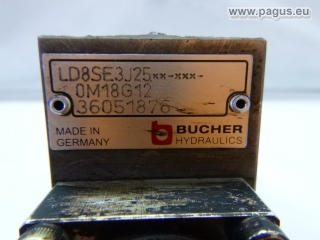 © www.pagus.eu
LD8SE3J25**-***-
0M18G12
36051876
MADE IN
GERMANY
b BUCHER
HYDRAULICS